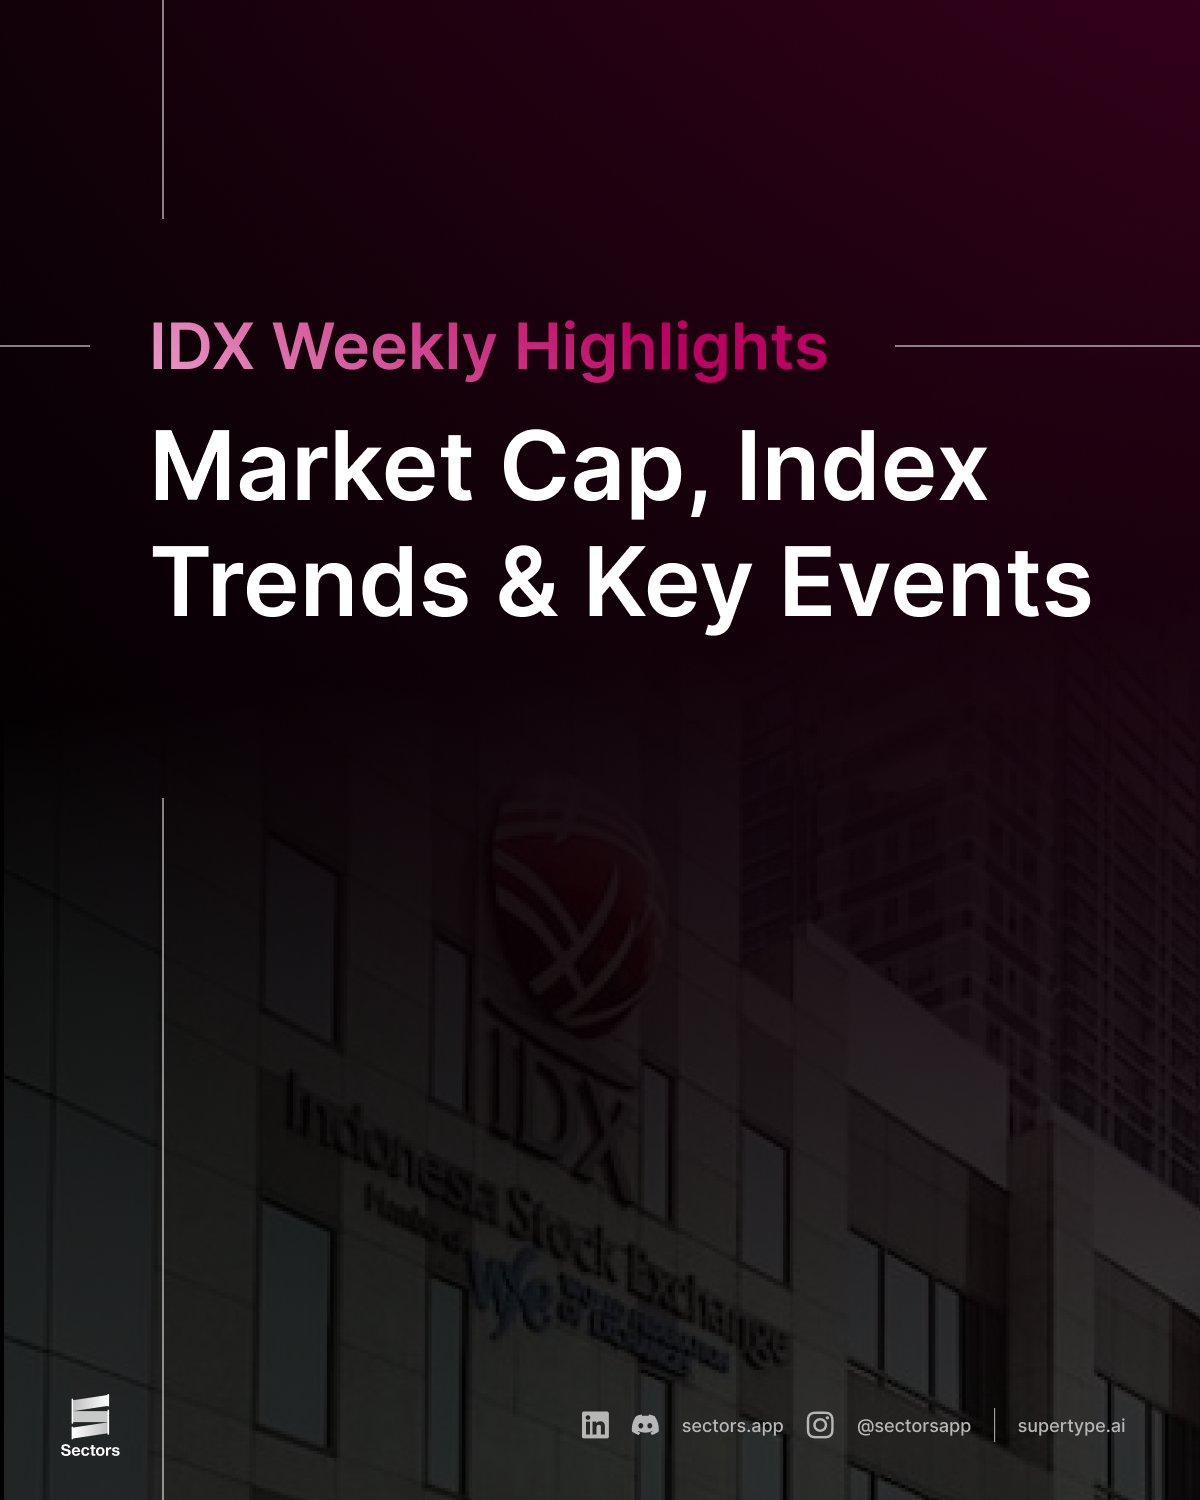 IDX Weekly Highlights
Market Cap, Index
Trends & Key Events
IDX
Indonesia Stock Exchange
Sectors
sectors.app
@sectorsapp
supertype.ai